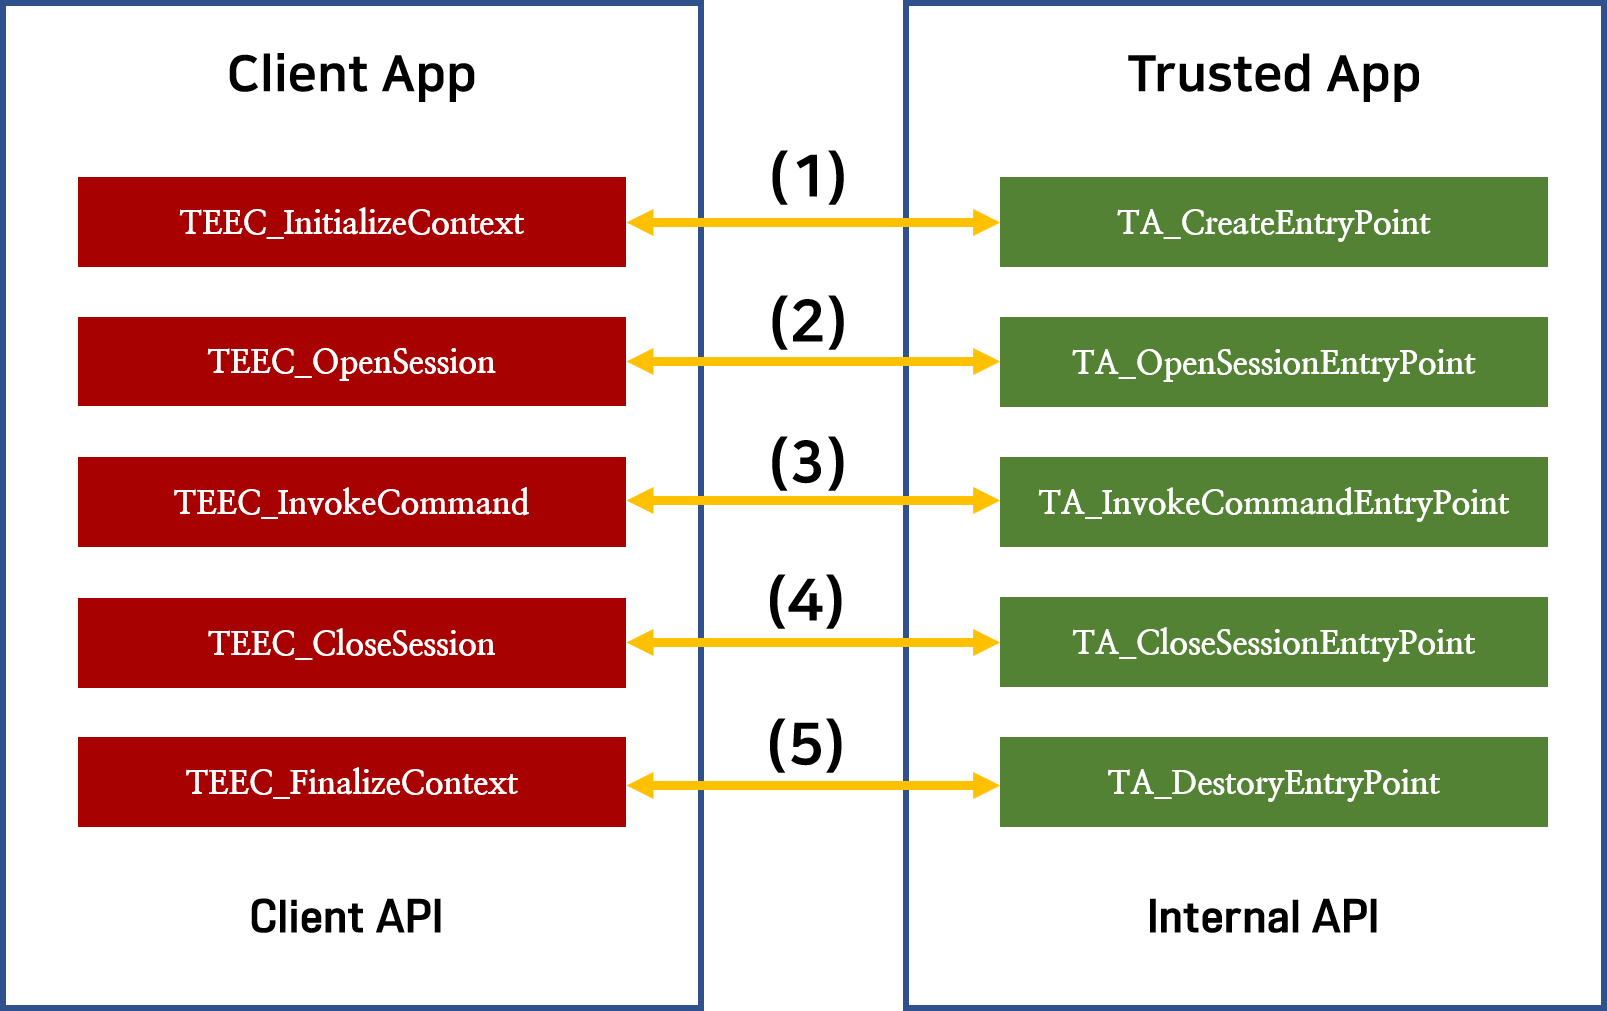 Client App
Trusted App
(1)
TEEC_InitializeContext
TA_CreateEntryPoint
(2)
TEEC_OpenSession
TA_OpenSessionEntryPoint
(3)
TEEC_InvokeCommand
TA_InvokeCommandEntryPoint
(4)
TEEC_CloseSession
TA_CloseSessionEntryPoint
(5)
TEEC_FinalizeContext
TA_DestoryEntryPoint
Client API
Internal API